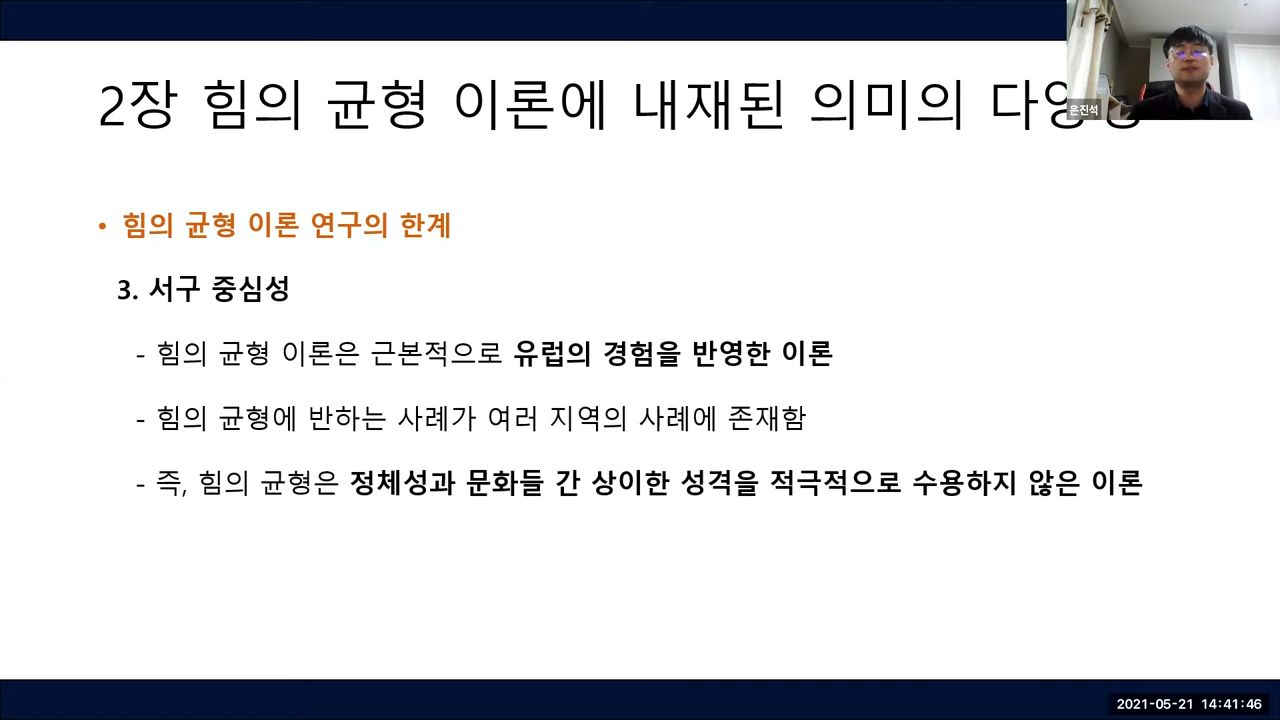 2장 힘의 균형 이론에 내재된 의미의
은진석
• 힘의 균형 이론 연구의 한계
3. 서구 중심성
- 힘의 균형 이론은 근본적으로 유럽의 경험을 반영한 이론
- 힘의 균형에 반하는 사례가 여러 지역의 사례에 존재함
- 즉, 힘의 균형은 정체성과 문화들 간 상이한 성격을 적극적으로 수용하지 않은 이론
2021-05-21 14:41:46